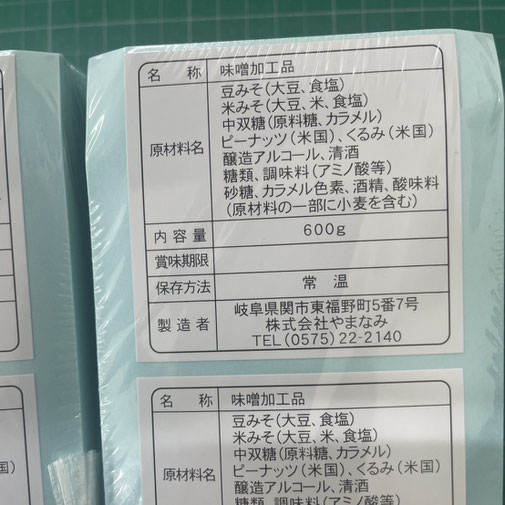 名 称 味噌加工品
原材料名 豆みそ(大豆、食塩)
米みそ(大豆、米、食塩)
中双糖(原料糖、カラメル)
ピーナッツ(米国)、くるみ(米国)
醸造アルコール、清酒
糖類、調味料(アミノ酸等)
砂糖、カラメル色素、酒精、酸味料
(原材料の一部に小麦を含む)
内容量 600g
賞味期限
保存方法 常 温
製造者 岐阜県関市東福野町5番7号
株式会社やまなみ
TEL(0575)22-2140
名 称 味噌加工品
原材料名 豆みそ(大豆、食塩)
米みそ(大豆、米、食塩)
中双糖(原料糖、カラメル)
ピーナッツ(米国)、くるみ(米国)
醸造アルコール、清酒
糖類、調味料(アミノ酸等)